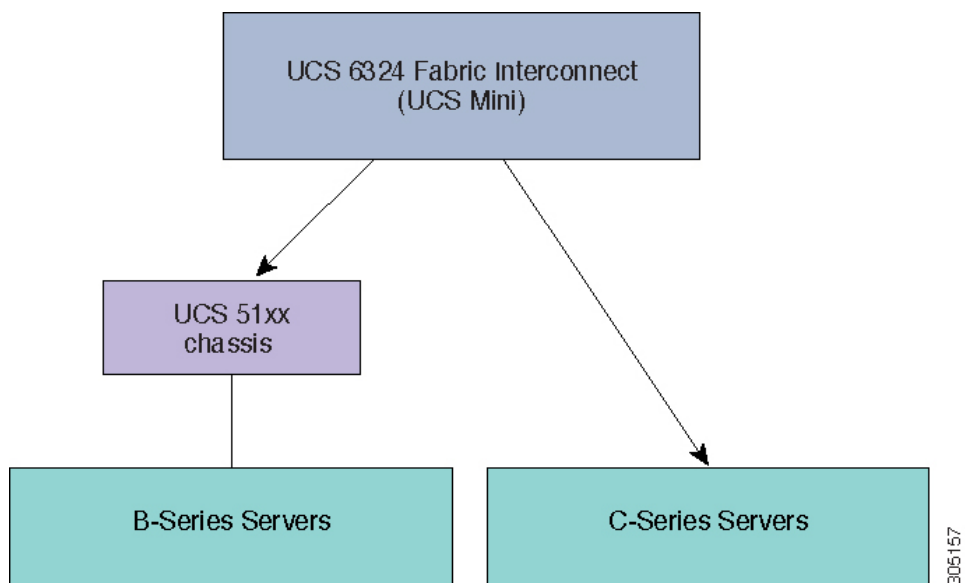 UCS 6324 Fabric Interconnect
(UCS Mini)
UCS 51xx
chassis
B-Series Servers
C-Series Servers
305157